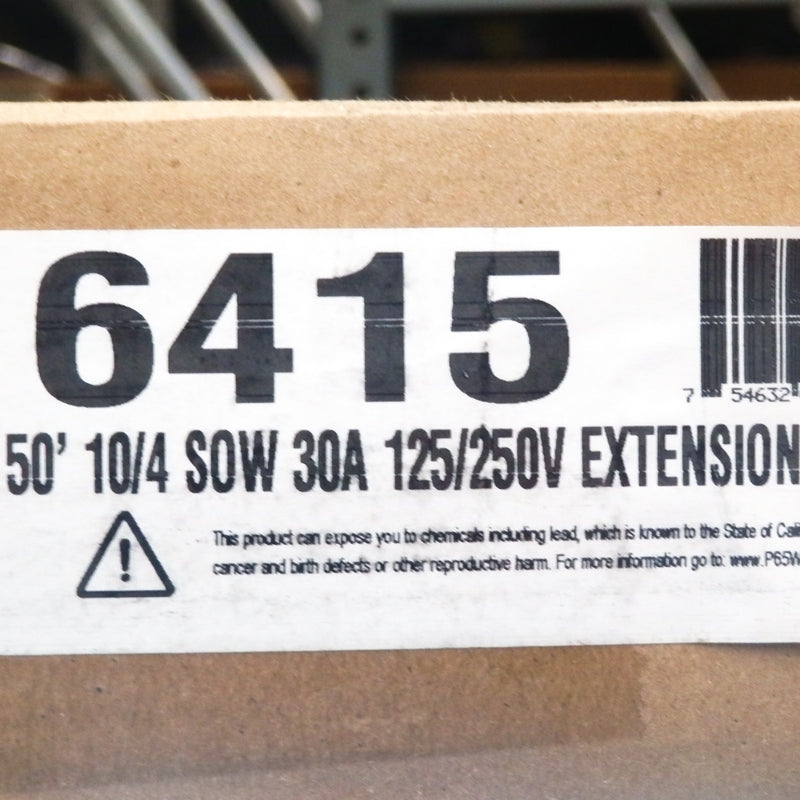 6415
7 54632
50' 10/4 SOW 30A 125/250V EXTENSION
This product can expose you to chemicals including lead, which is known to the State of Cali
cancer and birth defects or other reproductive harm. For more information go to: www.P65W